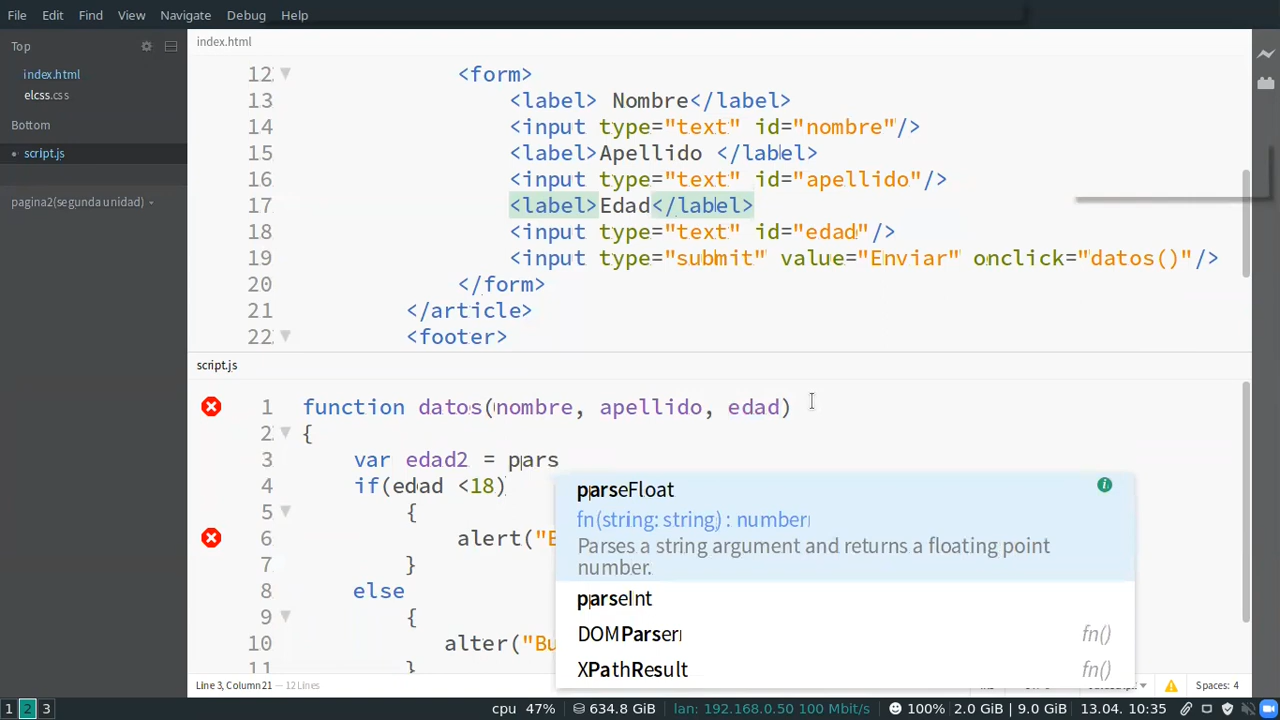 File Edit Find View Navigate Debug Help
Top
index.html
elcss.css
Bottom
script.js
pagina2(segunda unidad)
index.html
12 <form>
13 <label> Nombre</label>
14 <input type="text" id="nombre"/>
15 <label>Apellido </label>
16 <input type="text" id="apellido"/>
17 <label>Edad</label>
18 <input type="text" id="edad"/>
19 <input type="submit" value="Enviar" onclick="datos()"/>
20 </form>
21 </article>
22 <footer>
script.js
1 function datos(nombre, apellido, edad)
2 {
3 var edad2 = pars
4 if(edad <18)
5 {
6 alert("E
7 }
8 else
9 {
10 alter("Bu
11 }
parseFloat
fn(string: string) : number
Parses a string argument and returns a floating point
number.
parseInt
DOMParser fn()
XPathResult fn()
Line 3, Column 21 — 12 Lines
Spaces: 4
1 2 3 cpu 47% 634.8 GiB lan: 192.168.0.50 100 Mbit/s 100% 2.0 GiB | 9.0 GiB 13.04. 10:35